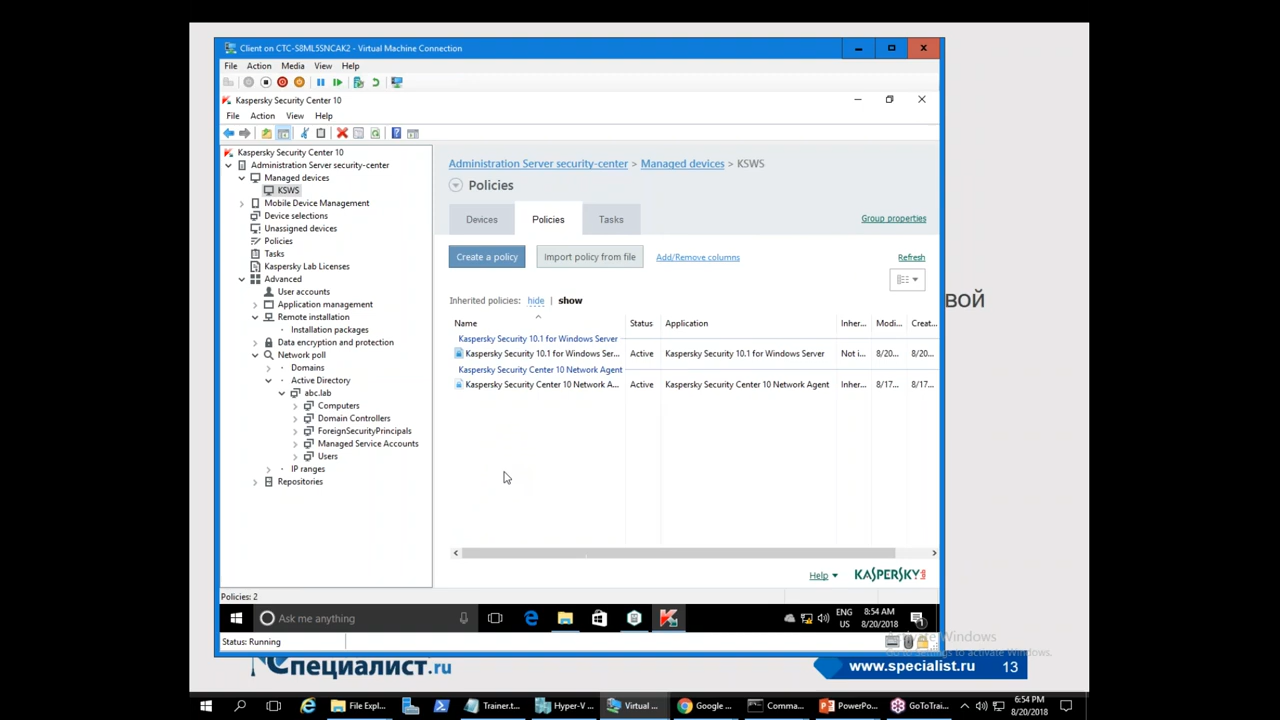 Client on CTC-S8ML5SNCAK2 - Virtual Machine Connection
File Action Media View Help
Kaspersky Security Center 10
File Action View Help
Kaspersky Security Center 10
Administration Server security-center
Managed devices
KSWS
Mobile Device Management
Device selections
Unassigned devices
Policies
Tasks
Kaspersky Lab Licenses
Advanced
User accounts
Application management
Remote installation
Installation packages
Data encryption and protection
Network poll
Domains
Active Directory
abc.lab
Computers
Domain Controllers
ForeignSecurityPrincipals
Managed Service Accounts
Users
IP ranges
Repositories
Administration Server security-center > Managed devices > KSWS
Policies
Devices Policies Tasks
Group properties
Create a policy Import policy from file Add/Remove columns Refresh
Inherited policies: hide | show
Name Status Application Inher... Modi... Creat...
Kaspersky Security 10.1 for Windows Server
Kaspersky Security 10.1 for Windows Ser... Active Kaspersky Security 10.1 for Windows Server Not i... 8/20... 8/20...
Kaspersky Security Center 10 Network Agent
Kaspersky Security Center 10 Network A... Active Kaspersky Security Center 10 Network Agent Inher... 8/17... 8/17...
вой
Help KASPERSKY lab
Policies: 2
Ask me anything
ENG US 8:54 AM 8/20/2018
Status: Running
Activate Windows
Go to Settings to activate Windows.
Специалист.ru www.specialist.ru 13
File Expl... Trainer.t... Hyper-V ... Virtual ... Google ... Comma... PowerPo... GoToTrai... 6:54 PM 8/20/2018